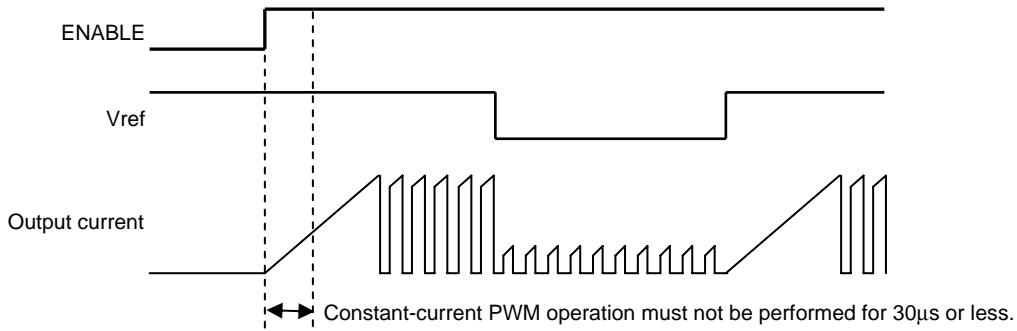 ENABLE
Vref
Output current
Constant-current PWM operation must not be performed for 30μs or less.